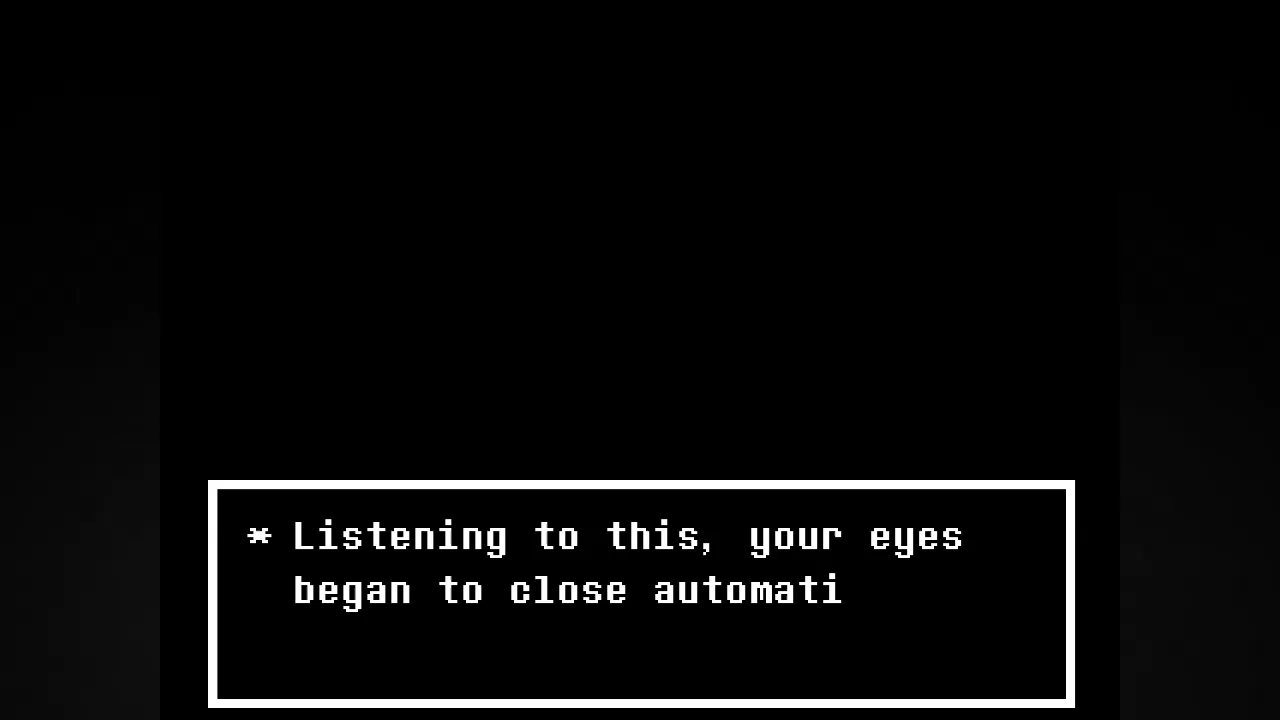 * Listening to this, your eyes
began to close automati